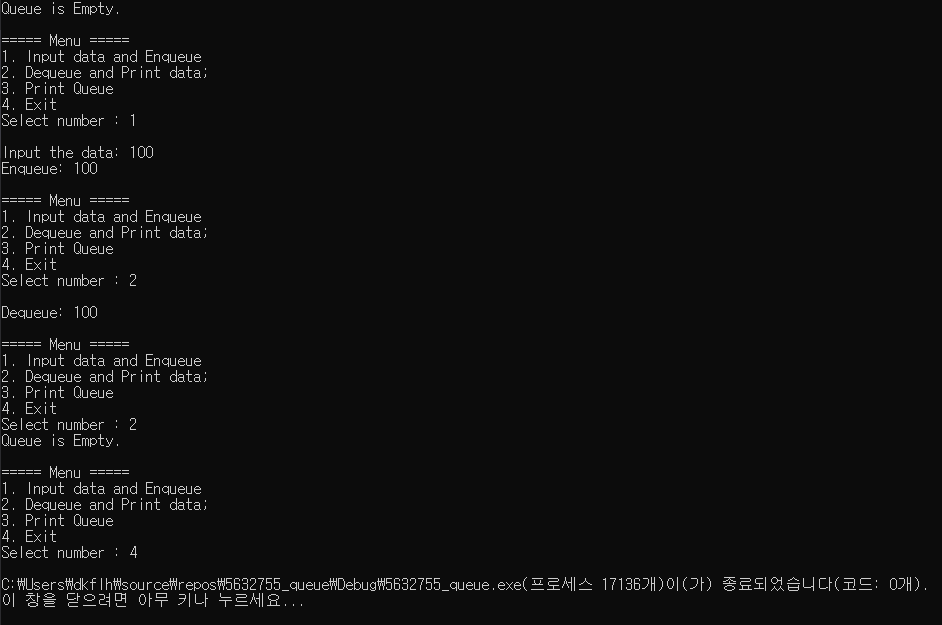 Queue is Empty.
===== Menu =====
1. Input data and Enqueue
2. Dequeue and Print data;
3. Print Queue
4. Exit
Select number : 1
Input the data: 100
Enqueue: 100
===== Menu =====
1. Input data and Enqueue
2. Dequeue and Print data;
3. Print Queue
4. Exit
Select number : 2
Dequeue: 100
===== Menu =====
1. Input data and Enqueue
2. Dequeue and Print data;
3. Print Queue
4. Exit
Select number : 2
Queue is Empty.
===== Menu =====
1. Input data and Enqueue
2. Dequeue and Print data;
3. Print Queue
4. Exit
Select number : 4
C:₩Users₩dkflh₩source₩repos₩5632755_queue₩Debug₩5632755_queue.exe(프로세스 17136개)이(가) 종료되었습니다(코드: 0개).
이 창을 닫으려면 아무 키나 누르세요...